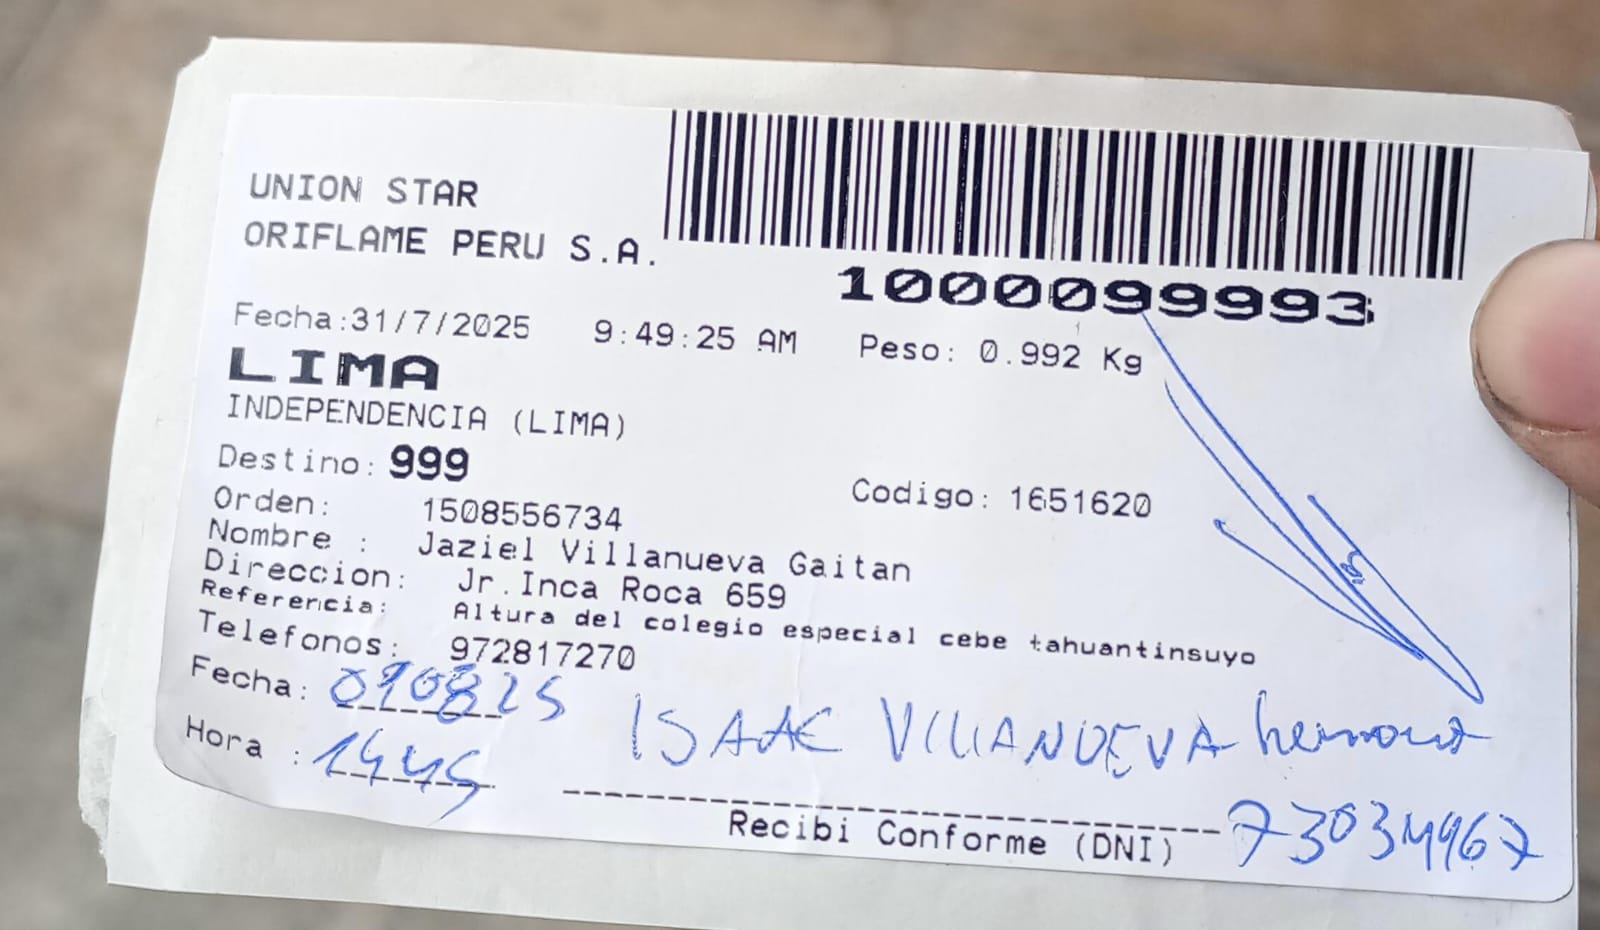 UNION STAR
ORIFLAME PERU S.A.
1000099993
Fecha:31/7/2025 9:49:25 AM Peso: 0.992 Kg
LIMA
INDEPENDENCIA (LIMA)
Destino: 999
Orden: 1508556734 Codigo: 1651620
Nombre : Jaziel Villanueva Gaitan
Direccion: Jr.Inca Roca 659
Referencia: Altura del colegio especial cebe tahuantinsuyo
Telefonos: 972817270
Fecha: 010825 ISAAC VILLANUEVA hermano
Hora : 1445
Recibi Conforme (DNI) 73034967